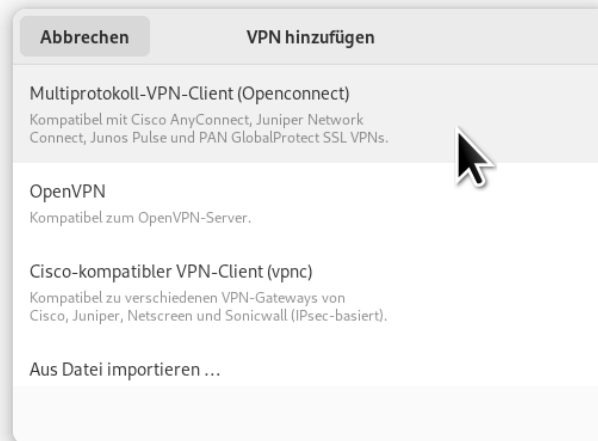 Abbrechen
VPN hinzufügen
Multiprotokoll-VPN-Client (Openconnect)
Kompatibel mit Cisco AnyConnect, Juniper Network
Connect, Junos Pulse und PAN GlobalProtect SSL VPNs.
OpenVPN
Kompatibel zum OpenVPN-Server.
Cisco-kompatibler VPN-Client (vpnc)
Kompatibel zu verschiedenen VPN-Gateways von
Cisco, Juniper, Netscreen und Sonicwall (IPsec-basiert).
Aus Datei importieren …